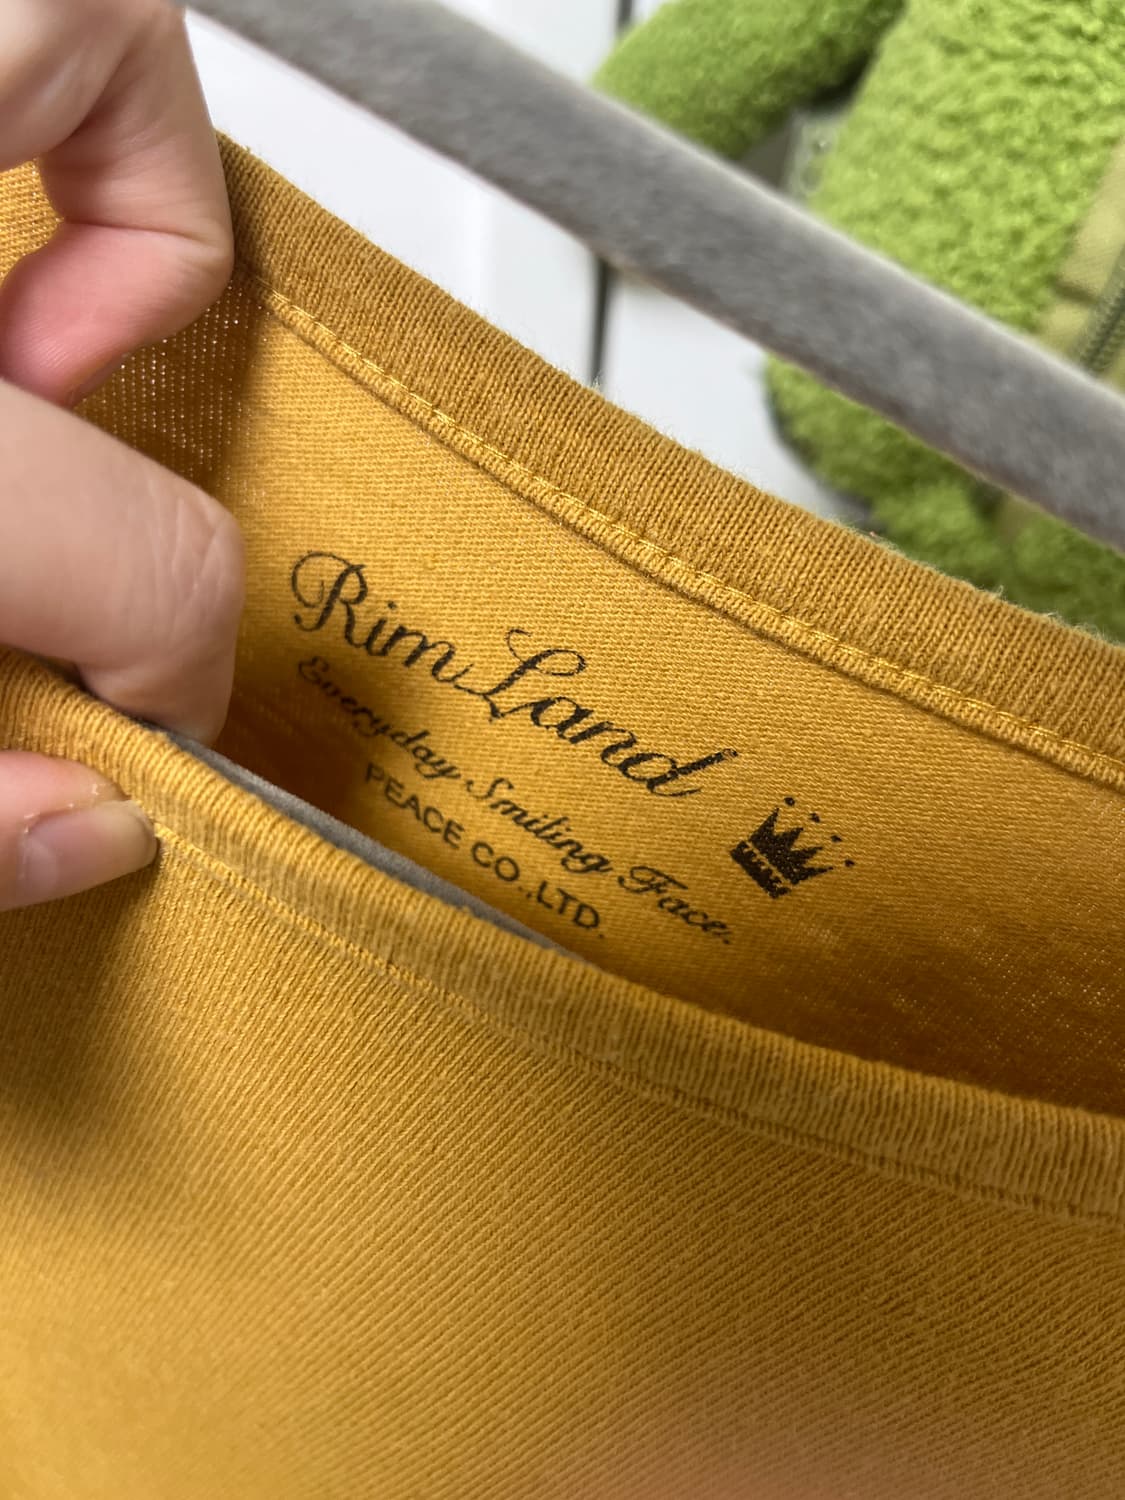 Rim Land
Everyday Smiling Face.
PEACE CO.,LTD.